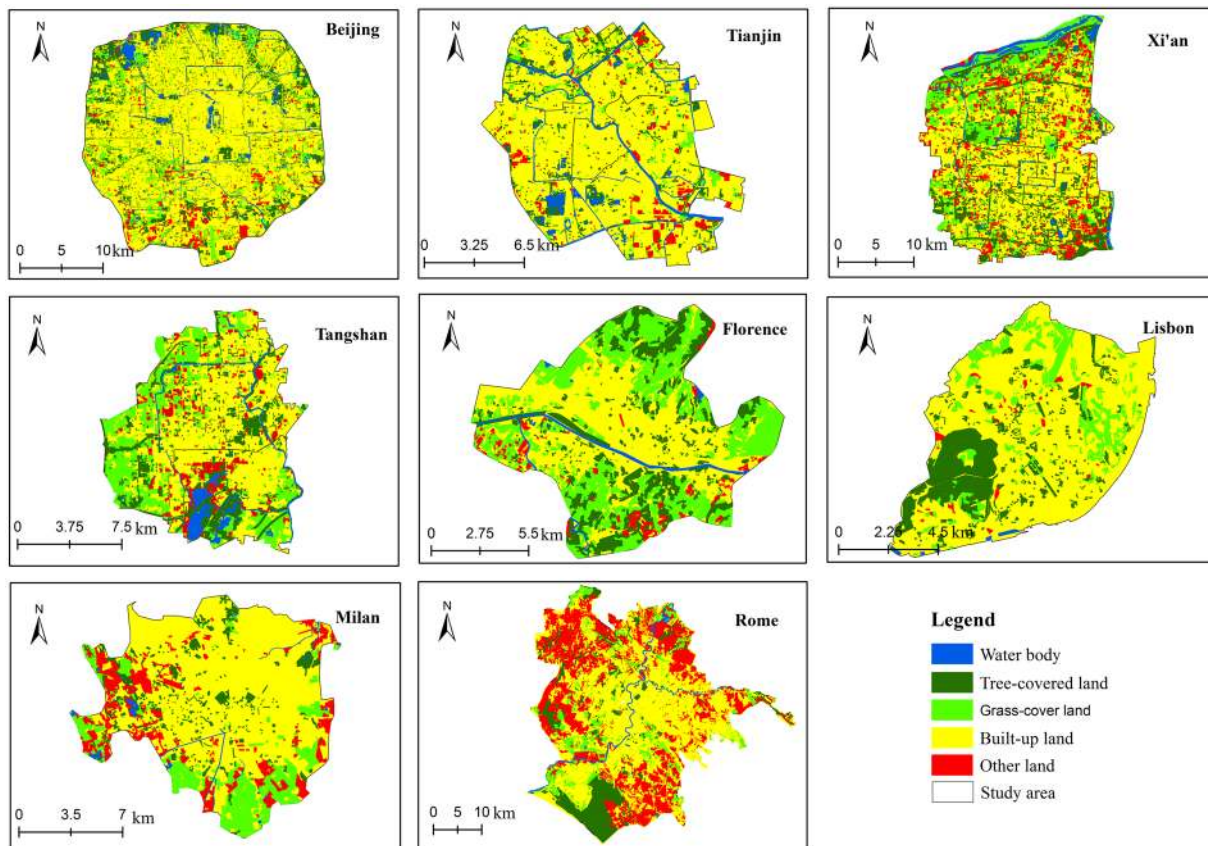 N
Beijing
0 5 10 km
N
Tianjin
0 3.25 6.5 km
N
Xi'an
0 5 10 km
N
Tangshan
0 3.75 7.5 km
N
Florence
0 2.75 5.5 km
N
Lisbon
0 2.25 4.5 km
N
Milan
0 3.5 7 km
N
Rome
0 5 10 km
Legend
Water body
Tree-covered land
Grass-cover land
Built-up land
Other land
Study area